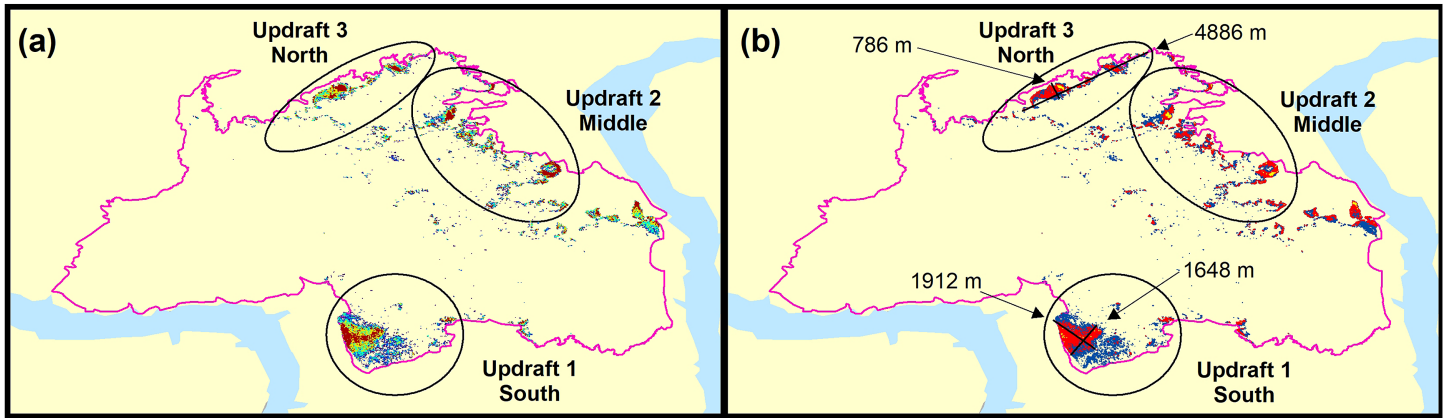 (a)
Updraft 3
North
Updraft 2
Middle
Updraft 1
South
(b)
Updraft 3
North
786 m
4886 m
Updraft 2
Middle
1912 m
1648 m
Updraft 1
South